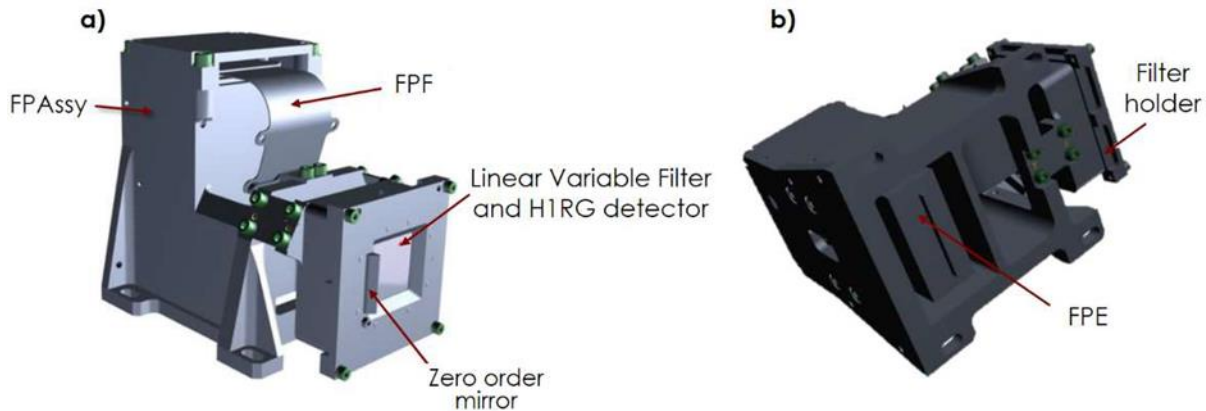 a)
FPAssy
FPF
Linear Variable Filter
and H1RG detector
Zero order
mirror
b)
Filter
holder
FPE